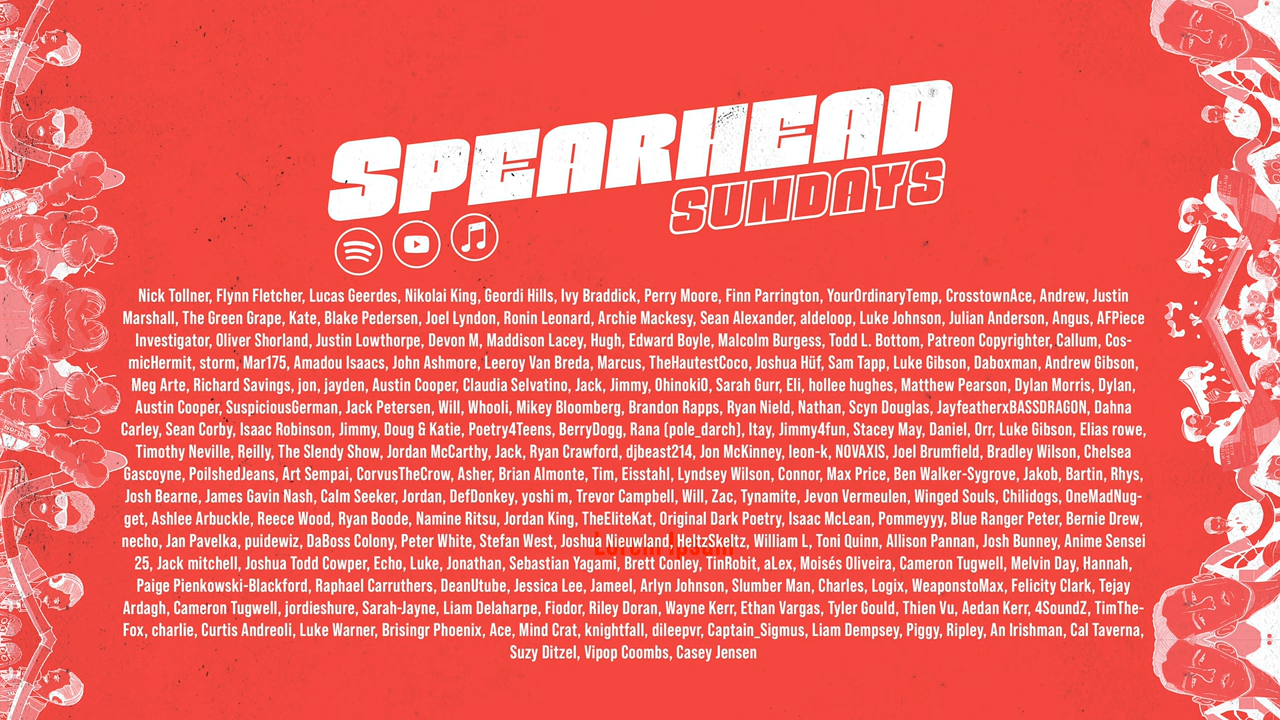 SPEARHEAD
SUNDAYS
Nick Tollner, Flynn Fletcher, Lucas Geerdes, Nikolai King, Geordi Hills, Ivy Braddick, Perry Moore, Finn Parrington, YourOrdinaryTemp, CrosstownAce, Andrew, Justin
Marshall, The Green Grape, Kate, Blake Pedersen, Joel Lyndon, Ronin Leonard, Archie Mackesy, Sean Alexander, aldeloop, Luke Johnson, Julian Anderson, Angus, AFPiece
Investigator, Oliver Shorland, Justin Lowthorpe, Devon M, Maddison Lacey, Hugh, Edward Boyle, Malcolm Burgess, Todd L. Bottom, Patreon Copyrighter, Callum, Cos-
micHermit, storm, Mar175, Amadou Isaacs, John Ashmore, Leeroy Van Breda, Marcus, TheHautestCoco, Joshua Hüf, Sam Tapp, Luke Gibson, Daboxman, Andrew Gibson,
Meg Arte, Richard Savings, jon, jayden, Austin Cooper, Claudia Selvatino, Jack, Jimmy, OhinokiO, Sarah Gurr, Eli, hollee hughes, Matthew Pearson, Dylan Morris, Dylan,
Austin Cooper, SuspiciousGerman, Jack Petersen, Will, Whooli, Mikey Bloomberg, Brandon Rapps, Ryan Nield, Nathan, Scyn Douglas, JayfeatherxBASSDRAGON, Dahna
Carley, Sean Corby, Isaac Robinson, Jimmy, Doug & Katie, Poetry4Teens, BerryDogg, Rana (pole_darch), Itay, Jimmy4fun, Stacey May, Daniel, Orr, Luke Gibson, Elias rowe,
Timothy Neville, Reilly, The Slendy Show, Jordan McCarthy, Jack, Ryan Crawford, djbeast214, Jon McKinney, leon-k, NOVAXIS, Joel Brumfield, Bradley Wilson, Chelsea
Gascoyne, PoilshedJeans, Art Sempai, CorvusTheCrow, Asher, Brian Almonte, Tim, Eisstahl, Lyndsey Wilson, Connor, Max Price, Ben Walker-Sygrove, Jakob, Bartin, Rhys,
Josh Bearne, James Gavin Nash, Calm Seeker, Jordan, DefDonkey, yoshi m, Trevor Campbell, Will, Zac, Tynamite, Jevon Vermeulen, Winged Souls, Chilidogs, OneMadNug-
get, Ashlee Arbuckle, Reece Wood, Ryan Boode, Namine Ritsu, Jordan King, TheEliteKat, Original Dark Poetry, Isaac McLean, Pommeyyy, Blue Ranger Peter, Bernie Drew,
necho, Jan Pavelka, puidewiz, DaBoss Colony, Peter White, Stefan West, Joshua Nieuwland, HeltzSkeltz, William L, Toni Quinn, Allison Pannan, Josh Bunney, Anime Sensei
Lorem Ipsum
25, Jack mitchell, Joshua Todd Cowper, Echo, Luke, Jonathan, Sebastian Yagami, Brett Conley, TinRobit, aLex, Moisés Oliveira, Cameron Tugwell, Melvin Day, Hannah,
Paige Pienkowski-Blackford, Raphael Carruthers, DeanUtube, Jessica Lee, Jameel, Arlyn Johnson, Slumber Man, Charles, Logix, WeaponstoMax, Felicity Clark, Tejay
Ardagh, Cameron Tugwell, jordieshure, Sarah-Jayne, Liam Delaharpe, Fiodor, Riley Doran, Wayne Kerr, Ethan Vargas, Tyler Gould, Thien Vu, Aedan Kerr, 4SoundZ, TimThe-
Fox, charlie, Curtis Andreoli, Luke Warner, Brisingr Phoenix, Ace, Mind Crat, knightfall, dileepvr, Captain_Sigmus, Liam Dempsey, Piggy, Ripley, An Irishman, Cal Taverna,
Suzy Ditzel, Vipop Coombs, Casey Jensen